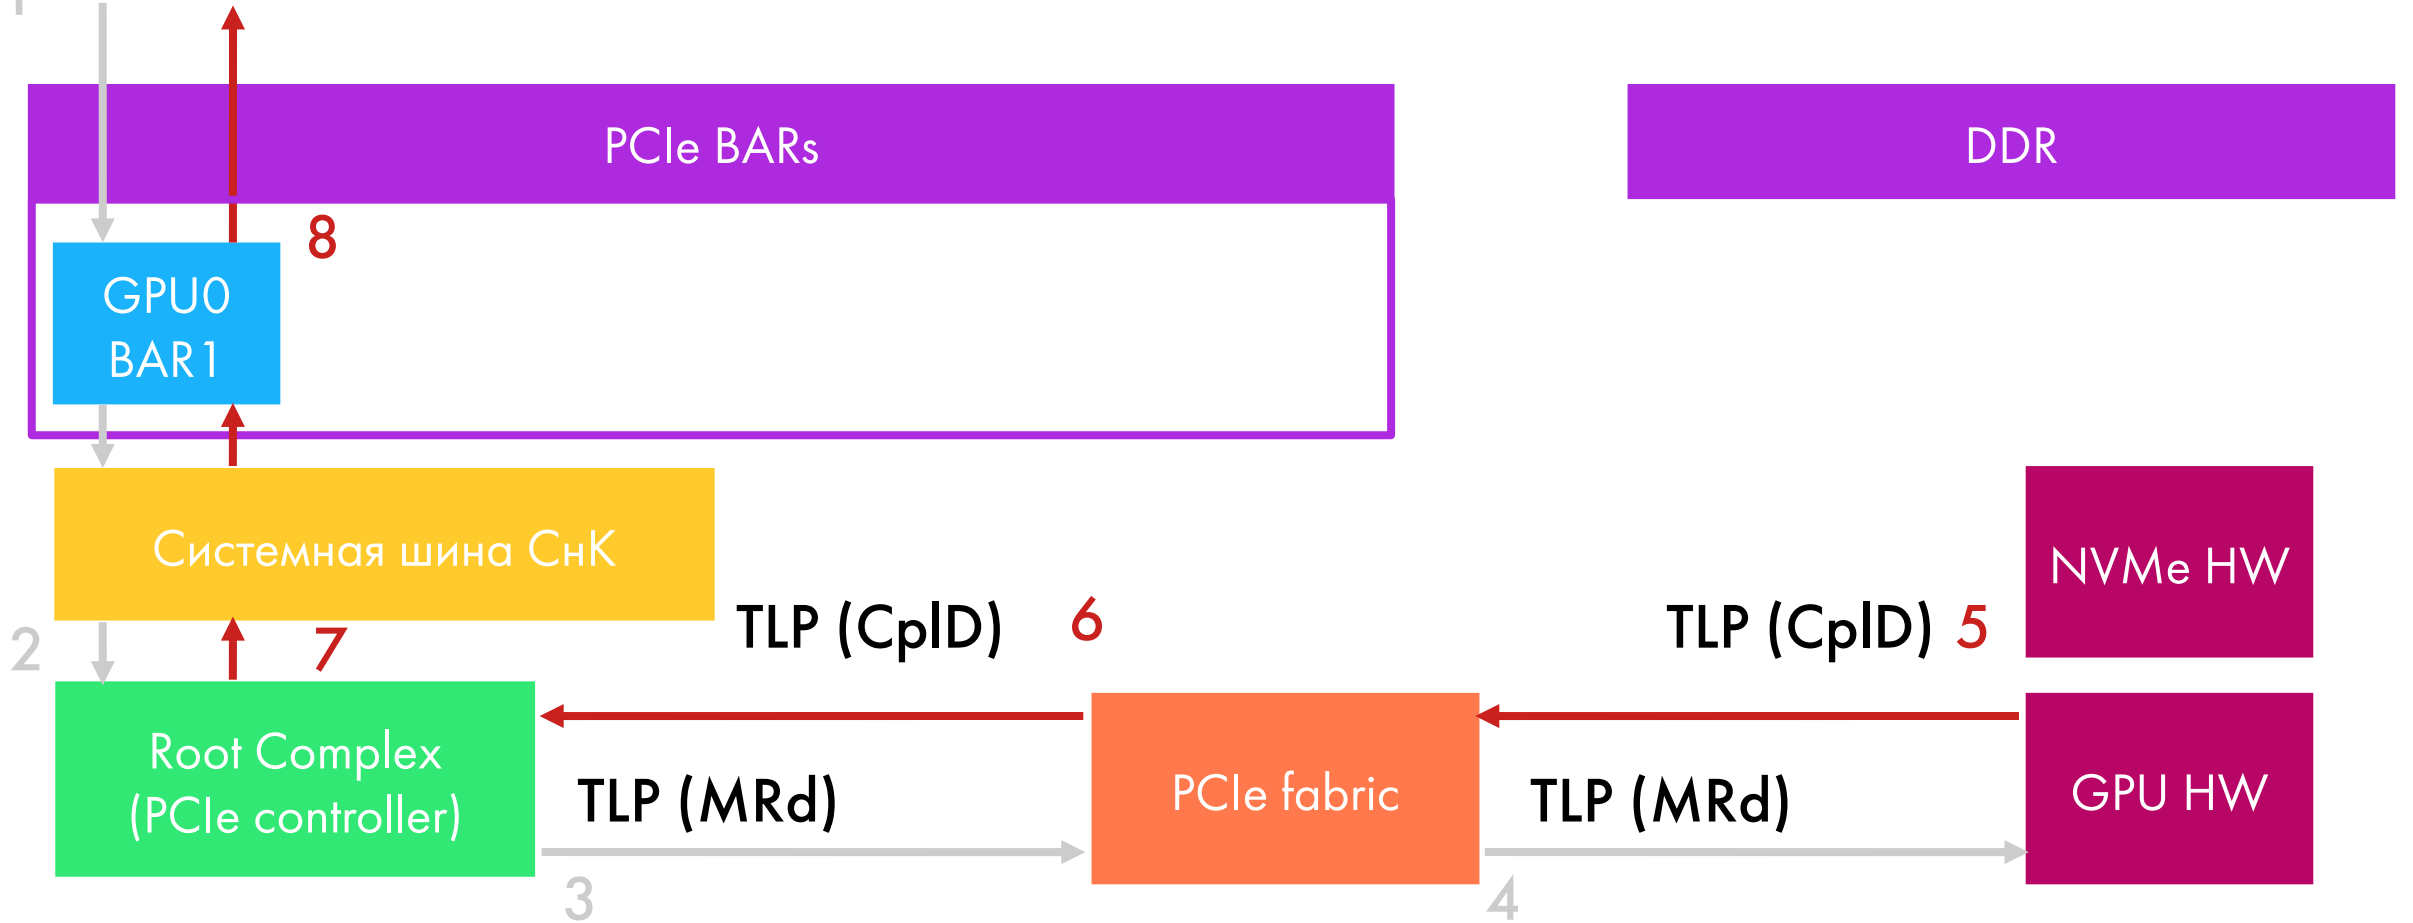 PCIe BARs
DDR
8
GPU0
BAR1
Системная шина СнК
NVMe HW
TLP (CplD)
6
TLP (CplD)
5
2
7
Root Complex
(PCIe controller)
TLP (MRd)
PCIe fabric
TLP (MRd)
GPU HW
3
4